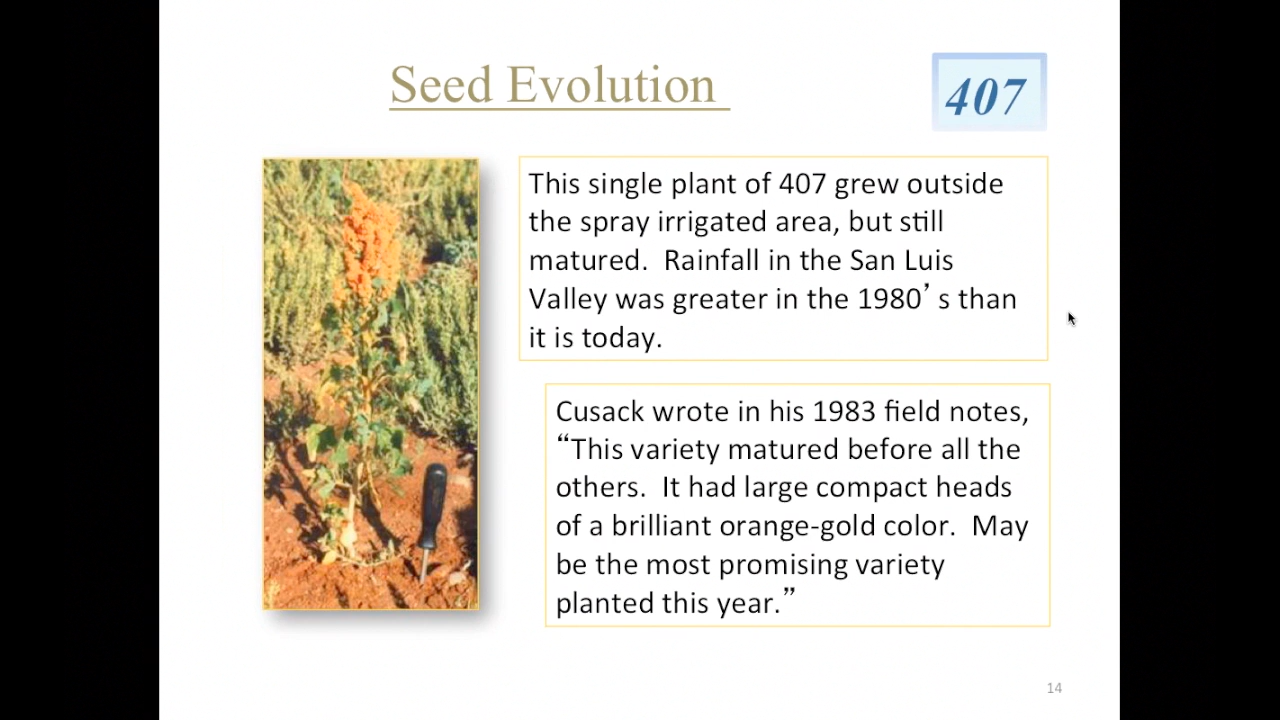 Seed Evolution
407
This single plant of 407 grew outside
the spray irrigated area, but still
matured.  Rainfall in the San Luis
Valley was greater in the 1980’s than
it is today.
Cusack wrote in his 1983 field notes,
“This variety matured before all the
others.  It had large compact heads
of a brilliant orange-gold color.  May
be the most promising variety
planted this year.”
14